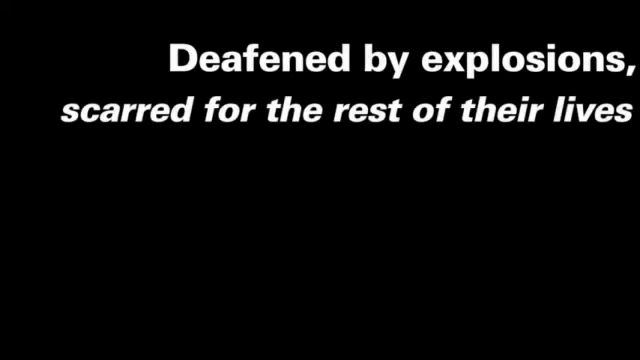 Deafened by explosions,
scarred for the rest of their lives